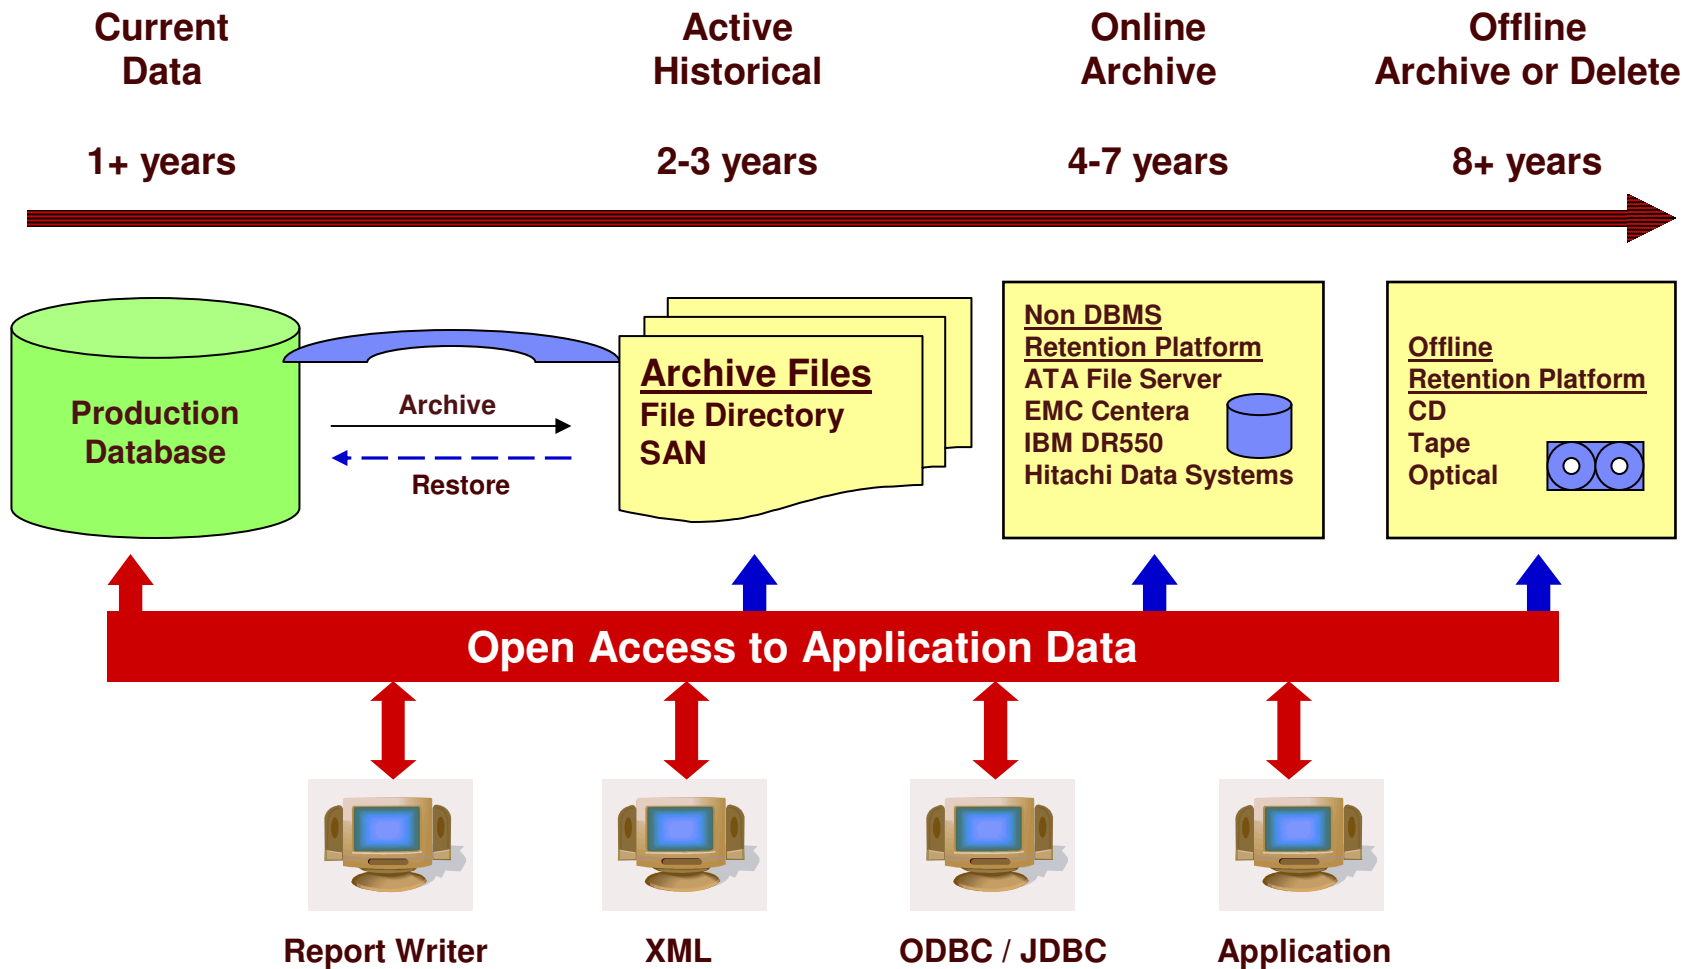 Current
Data
Active
Historical
Online
Archive
Offline
Archive or Delete
1+ years
2-3 years
4-7 years
8+ years
Production
Database
Archive
Restore
Archive Files
File Directory
SAN
Non DBMS
Retention Platform
ATA File Server
EMC Centera
IBM DR550
Hitachi Data Systems
Offline
Retention Platform
CD
Tape
Optical
Open Access to Application Data
Report Writer
XML
ODBC / JDBC
Application